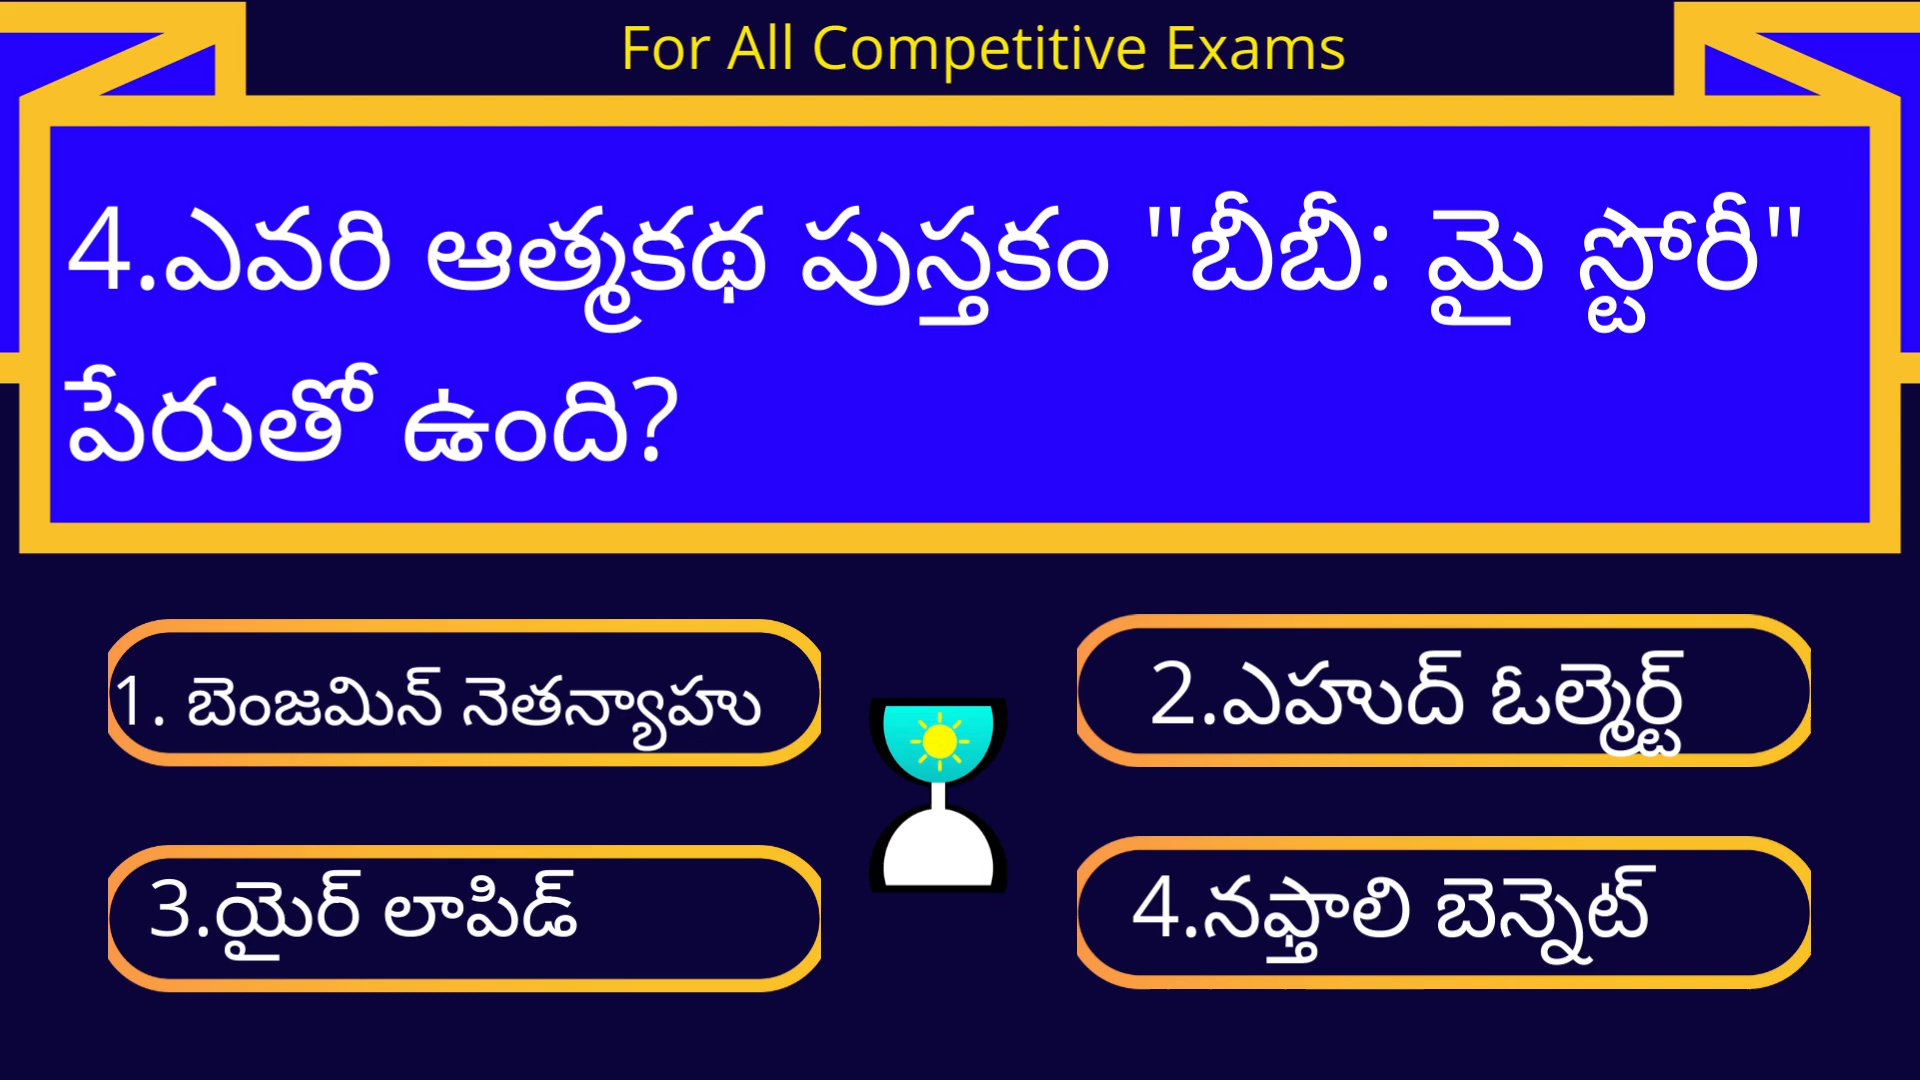 For All Competitive Exams
4.ఎవరి ఆత్మకథ పుస్తకం "బీబీ: మై స్టోరీ"
పేరుతో ఉంది?
1. బెంజమిన్ నెతన్యాహు
2.ఎహుద్ ఓల్మెర్ట్
3.యైర్ లాపిడ్
4.నఫ్తాలి బెన్నెట్